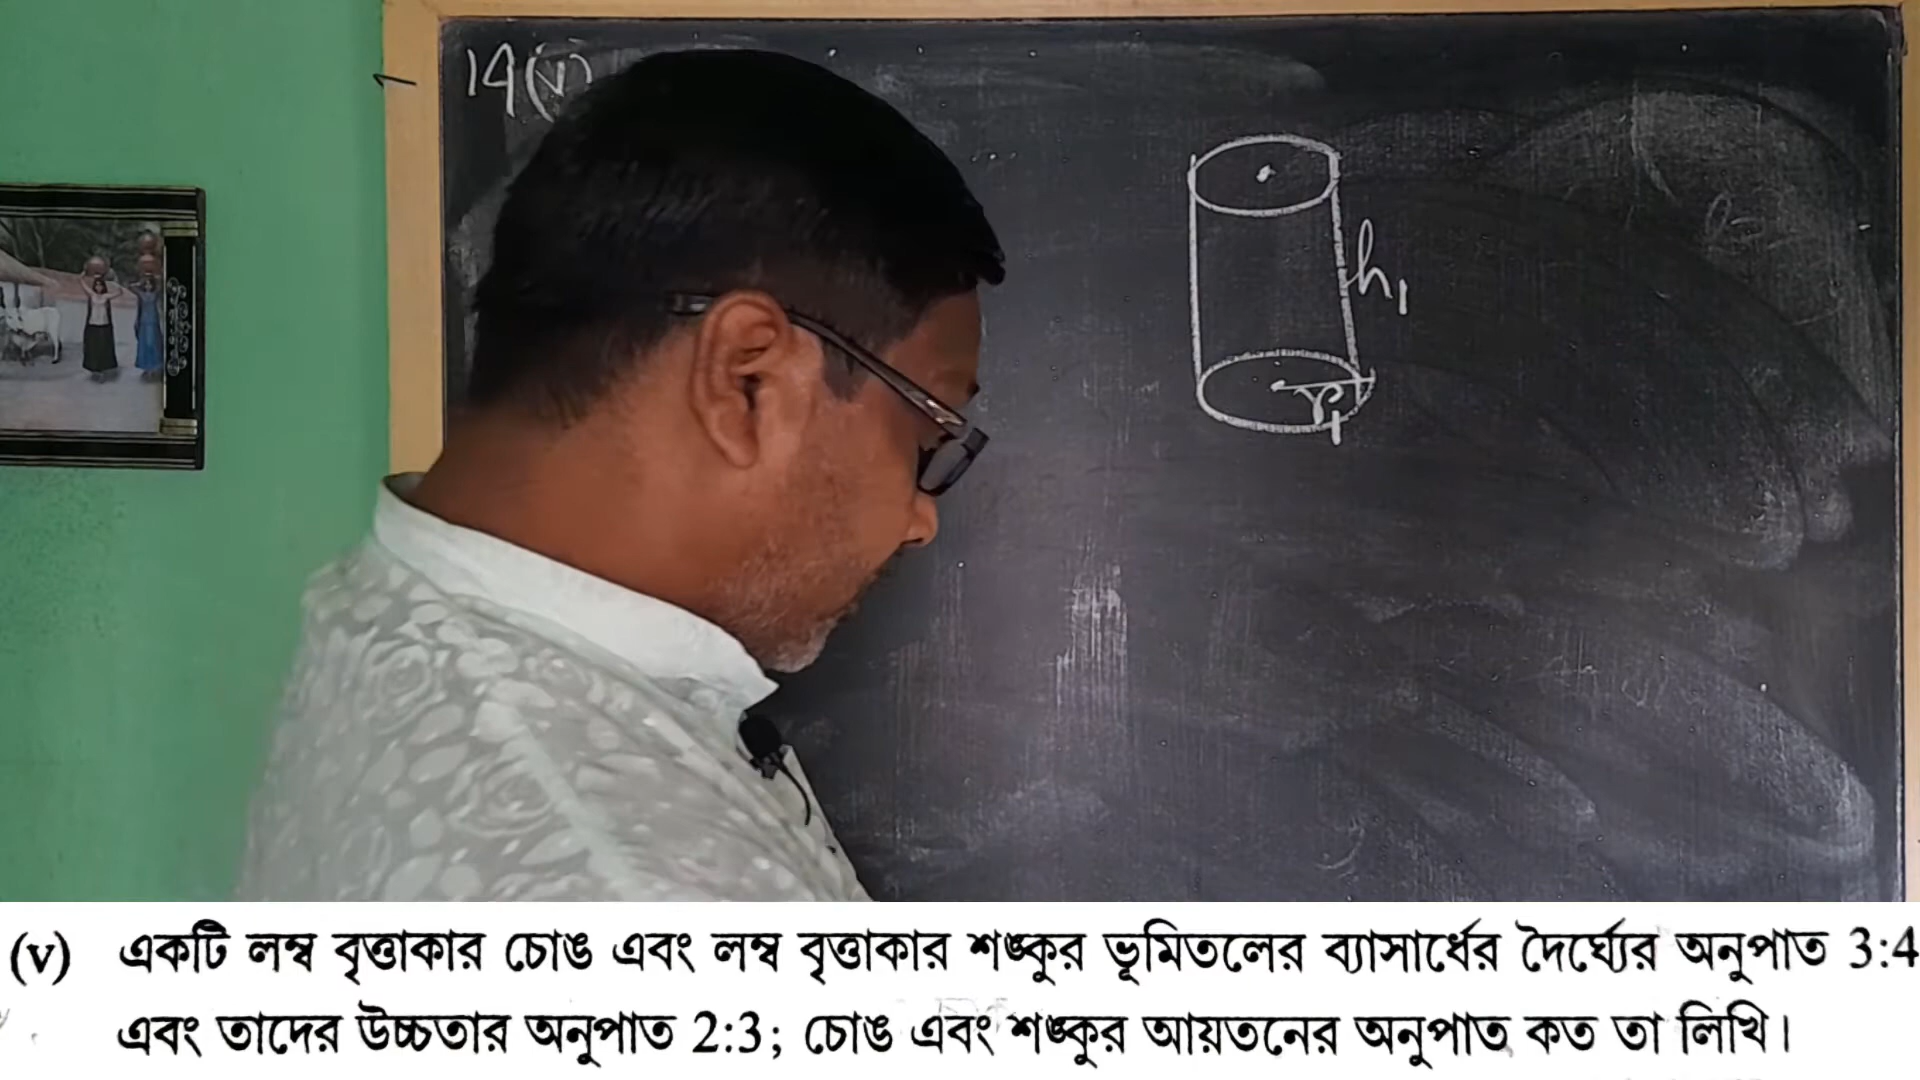 19(v)
h₁
r₁
(v) একটি লম্ব বৃত্তাকার চোঙ এবং লম্ব বৃত্তাকার শঙ্কুর ভূমিতলের ব্যাসার্ধের দৈর্ঘ্যের অনুপাত 3:4
এবং তাদের উচ্চতার অনুপাত 2:3; চোঙ এবং শঙ্কুর আয়তনের অনুপাত কত তা লিখি।